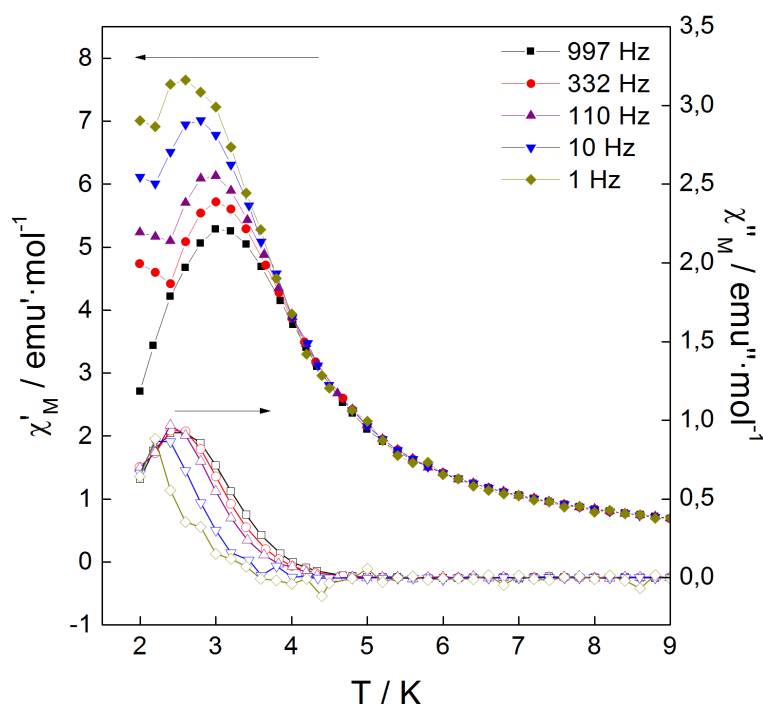 8
7
6
5
4
3
2
1
0
-1
χ'M / emu'·mol⁻¹
997 Hz
332 Hz
110 Hz
10 Hz
1 Hz
3,5
3,0
2,5
2,0
1,5
1,0
0,5
0,0
χ''M / emu''·mol⁻¹
2 3 4 5 6 7 8 9
T / K